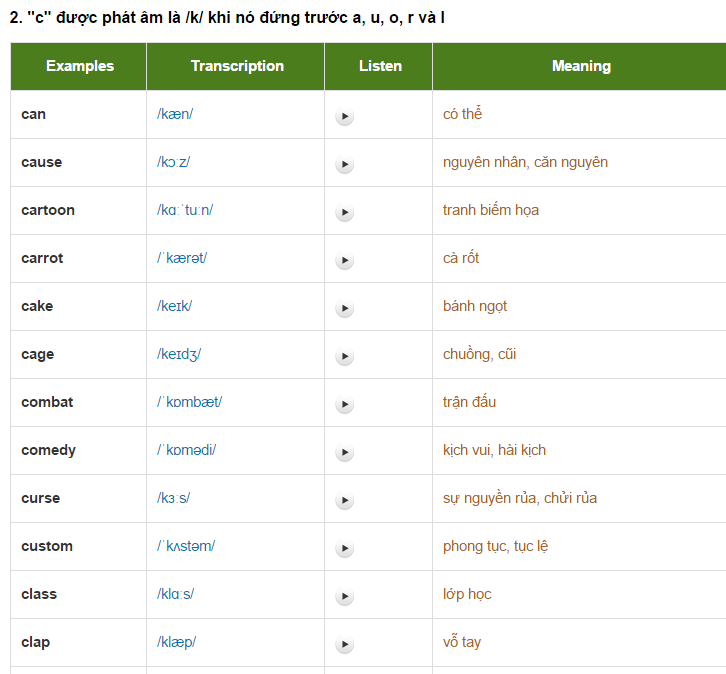 2. "c" được phát âm là /k/ khi nó đứng trước a, u, o, r và l
Examples Transcription Listen Meaning
can /kæn/ có thể
cause /kɔːz/ nguyên nhân, căn nguyên
cartoon /kɑːˈtuːn/ tranh biếm họa
carrot /ˈkærət/ cà rốt
cake /keɪk/ bánh ngọt
cage /keɪdʒ/ chuồng, cũi
combat /ˈkɒmbæt/ trận đấu
comedy /ˈkɒmədi/ kịch vui, hài kịch
curse /kɜːs/ sự nguyền rủa, chửi rủa
custom /ˈkʌstəm/ phong tục, tục lệ
class /klɑːs/ lớp học
clap /klæp/ vỗ tay